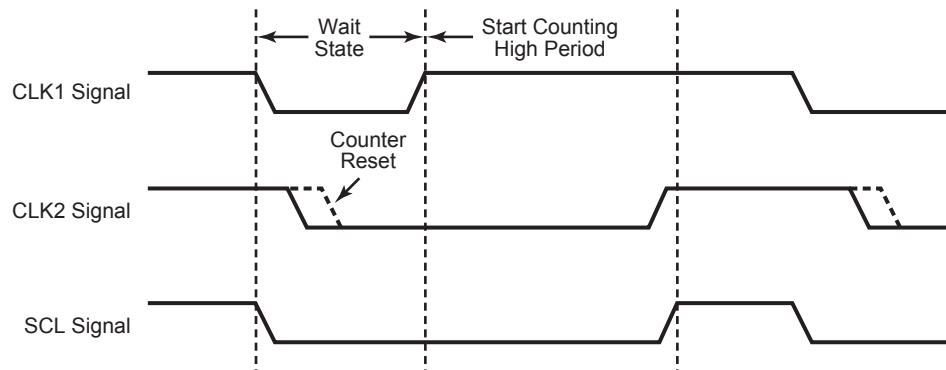 Wait
State
Start Counting
High Period
CLK1 Signal
Counter
Reset
CLK2 Signal
SCL Signal